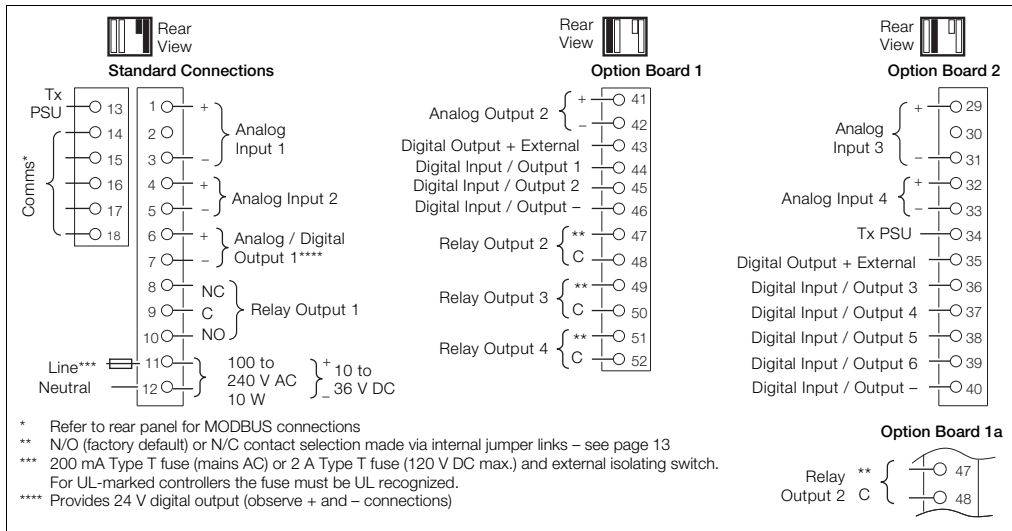 Rear
View
Standard Connections
Tx
PSU
13
14
15
16
17
18
Comms*
1 +
2
3 –
Analog
Input 1
4 +
5 –
Analog Input 2
6 +
7 –
Analog / Digital
Output 1****
8 NC
9 C
10 NO
Relay Output 1
Line***
Neutral
11
12
100 to
240 V AC
10 W
+
–
10 to
36 V DC
Rear
View
Option Board 1
Analog Output 2
+ 41
– 42
Digital Output + External 43
Digital Input / Output 1 44
Digital Input / Output 2 45
Digital Input / Output – 46
Relay Output 2
** 47
C 48
Relay Output 3
** 49
C 50
Relay Output 4
** 51
C 52
Rear
View
Option Board 2
Analog
Input 3
+ 29
30
– 31
Analog Input 4
+ 32
– 33
Tx PSU 34
Digital Output + External 35
Digital Input / Output 3 36
Digital Input / Output 4 37
Digital Input / Output 5 38
Digital Input / Output 6 39
Digital Input / Output – 40
* Refer to rear panel for MODBUS connections
** N/O (factory default) or N/C contact selection made via internal jumper links – see page 13
*** 200 mA Type T fuse (mains AC) or 2 A Type T fuse (120 V DC max.) and external isolating switch.
For UL-marked controllers the fuse must be UL recognized.
**** Provides 24 V digital output (observe + and – connections)
Option Board 1a
Relay
Output 2
** 47
C 48